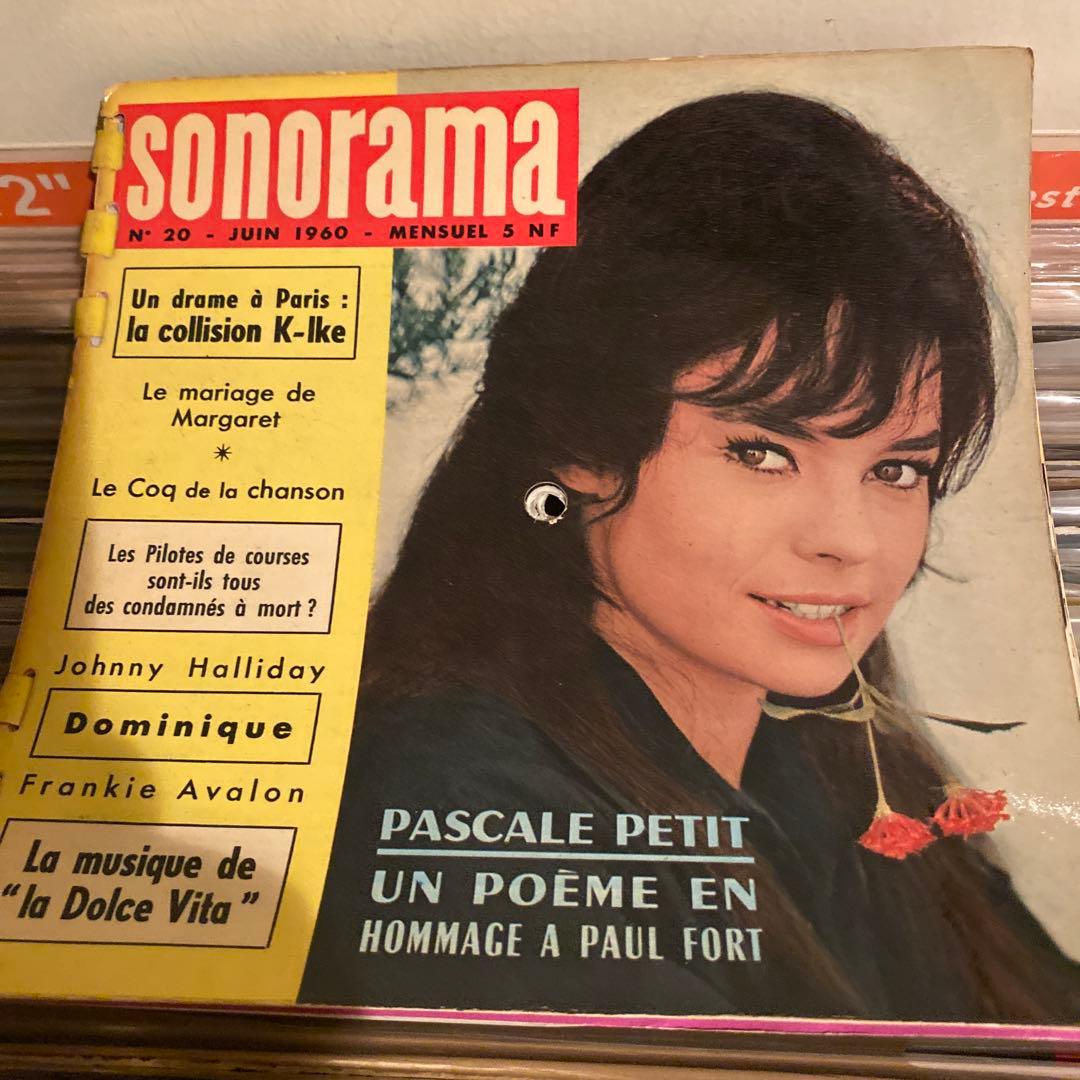 sonorama
N° 20 - JUIN 1960 - MENSUEL 5 NF
Un drame à Paris :
la collision K-Ike
Le mariage de
Margaret
Le Coq de la chanson
Les Pilotes de courses
sont-ils tous
des condamnés à mort ?
Johnny Halliday
Dominique
Frankie Avalon
La musique de
"la Dolce Vita"
PASCALE PETIT
UN POÈME EN
HOMMAGE A PAUL FORT
2"